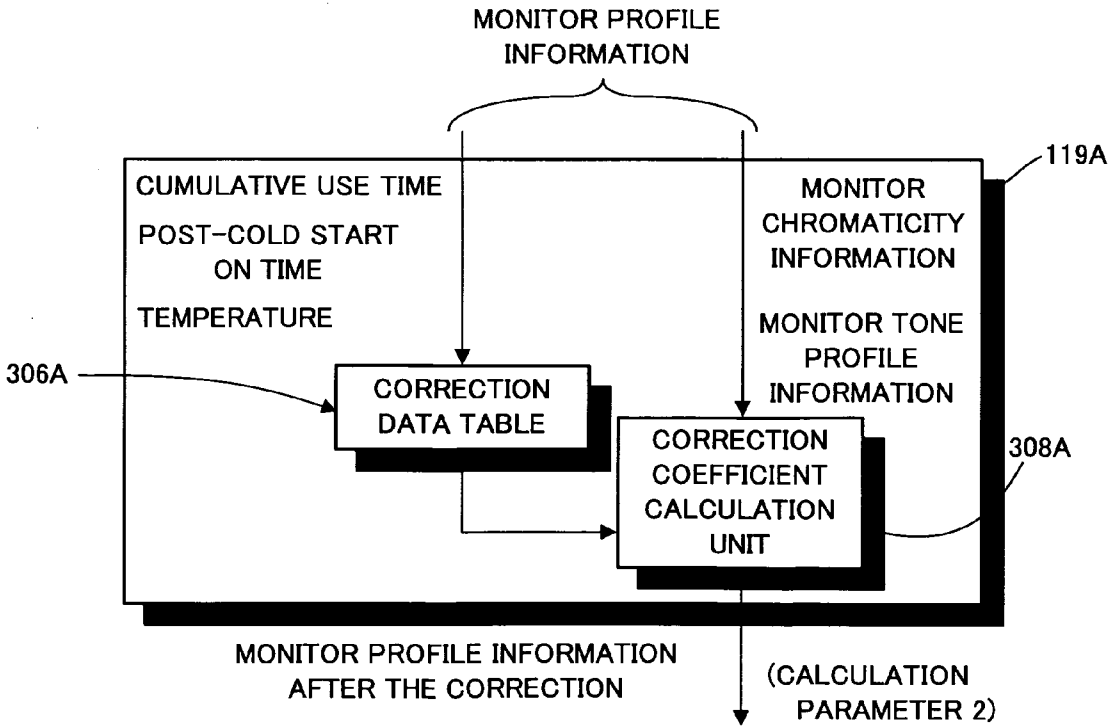 MONITOR PROFILE
INFORMATION
119A
CUMULATIVE USE TIME
POST-COLD START
ON TIME
TEMPERATURE
MONITOR
CHROMATICITY
INFORMATION
MONITOR TONE
PROFILE
INFORMATION
306A
CORRECTION
DATA TABLE
CORRECTION
COEFFICIENT
CALCULATION
UNIT
308A
MONITOR PROFILE INFORMATION
AFTER THE CORRECTION
(CALCULATION
PARAMETER 2)